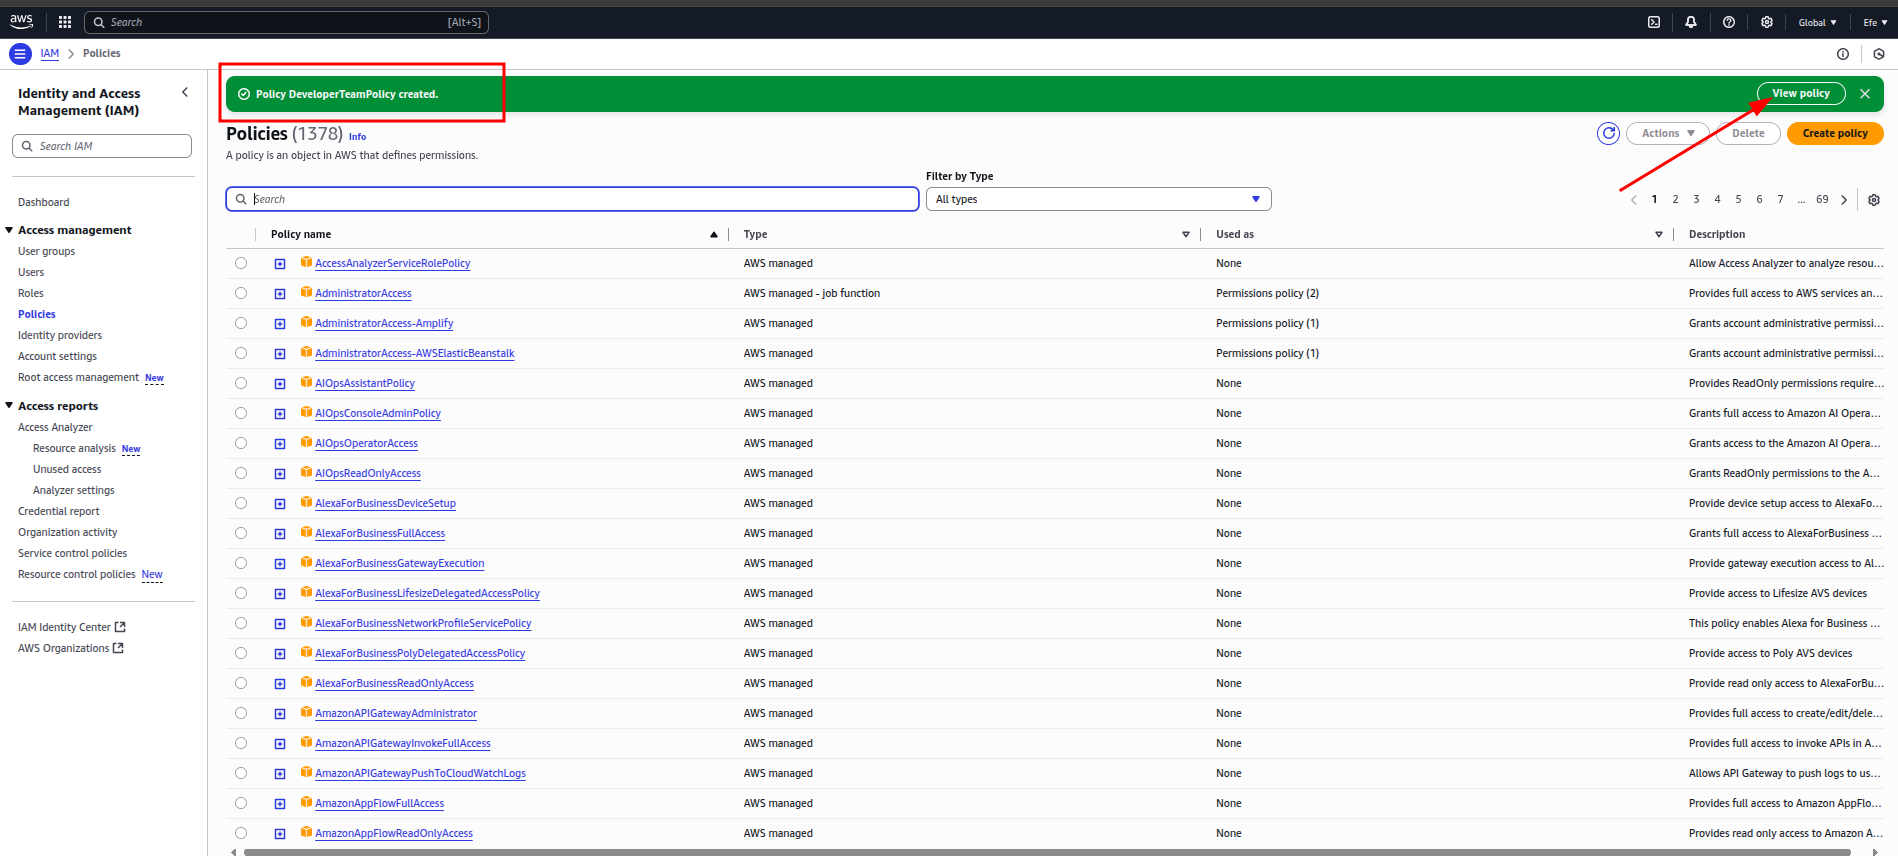 aws
Search [Alt+S]
Global ▼ Efe ▼
IAM > Policies
Identity and Access Management (IAM)
Search IAM
Dashboard
Access management
User groups
Users
Roles
Policies
Identity providers
Account settings
Root access management New
Access reports
Access Analyzer
Resource analysis New
Unused access
Analyzer settings
Credential report
Organization activity
Service control policies
Resource control policies New
IAM Identity Center
AWS Organizations
Policy DeveloperTeamPolicy created.
View policy
Policies (1378) Info
Actions Delete Create policy
A policy is an object in AWS that defines permissions.
Filter by Type
Search
All types
1 2 3 4 5 6 7 ... 69
Policy name Type Used as Description
AccessAnalyzerServiceRolePolicy AWS managed None Allow Access Analyzer to analyze resou...
AdministratorAccess AWS managed - job function Permissions policy (2) Provides full access to AWS services an...
AdministratorAccess-Amplify AWS managed Permissions policy (1) Grants account administrative permissi...
AdministratorAccess-AWSElasticBeanstalk AWS managed Permissions policy (1) Grants account administrative permissi...
AIOpsAssistantPolicy AWS managed None Provides ReadOnly permissions require...
AIOpsConsoleAdminPolicy AWS managed None Grants full access to Amazon AI Opera...
AIOpsOperatorAccess AWS managed None Grants access to the Amazon AI Opera...
AIOpsReadOnlyAccess AWS managed None Grants ReadOnly permissions to the A...
AlexaForBusinessDeviceSetup AWS managed None Provide device setup access to AlexaFo...
AlexaForBusinessFullAccess AWS managed None Grants full access to AlexaForBusiness ...
AlexaForBusinessGatewayExecution AWS managed None Provide gateway execution access to Al...
AlexaForBusinessLifesizeDelegatedAccessPolicy AWS managed None Provide access to Lifesize AVS devices
AlexaForBusinessNetworkProfileServicePolicy AWS managed None This policy enables Alexa for Business ...
AlexaForBusinessPolyDelegatedAccessPolicy AWS managed None Provide access to Poly AVS devices
AlexaForBusinessReadOnlyAccess AWS managed None Provide read only access to AlexaForBu...
AmazonAPIGatewayAdministrator AWS managed None Provides full access to create/edit/dele...
AmazonAPIGatewayInvokeFullAccess AWS managed None Provides full access to invoke APIs in A...
AmazonAPIGatewayPushToCloudWatchLogs AWS managed None Allows API Gateway to push logs to us...
AmazonAppFlowFullAccess AWS managed None Provides full access to Amazon AppFlo...
AmazonAppFlowReadOnlyAccess AWS managed None Provides read only access to Amazon A...